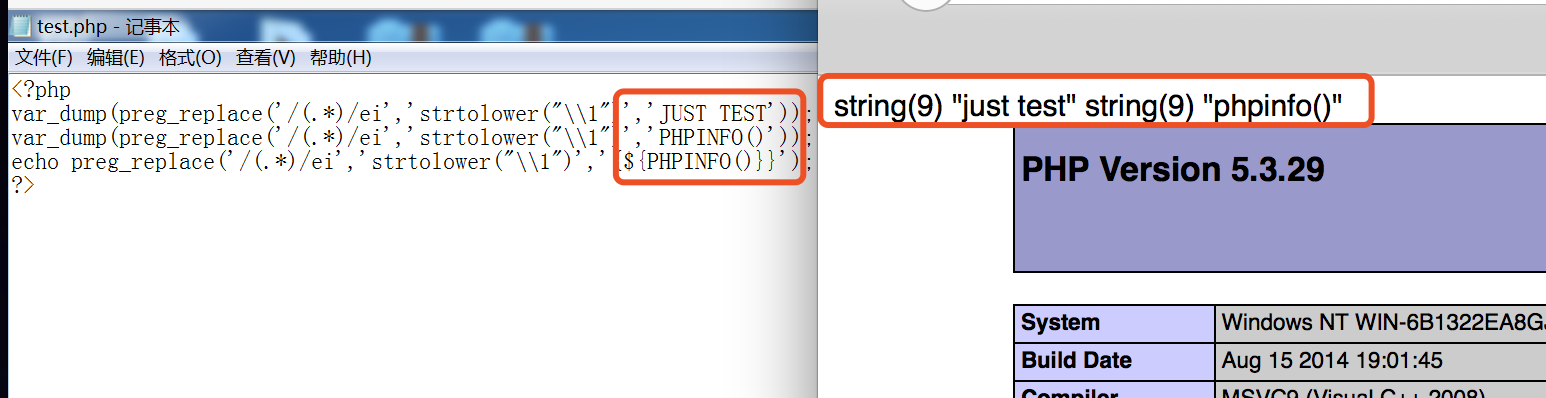 test.php - 记事本
文件(F) 编辑(E) 格式(O) 查看(V) 帮助(H)
<?php
var_dump(preg_replace('/(.*)/ei','strtolower("\\1")','JUST TEST'));
var_dump(preg_replace('/(.*)/ei','strtolower("\\1")','PHPINFO()'));
echo preg_replace('/(.*)/ei','strtolower("\\1")','{${PHPINFO()}}');
?>
string(9) "just test" string(9) "phpinfo()"
PHP Version 5.3.29
System Windows NT WIN-6B1322EA8G
Build Date Aug 15 2014 19:01:45
Compiler MSVC9 (Visual C++ 2008)